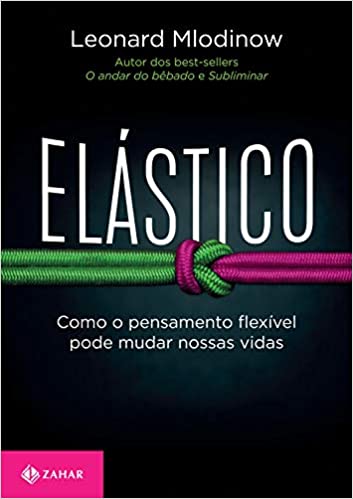 Leonard Mlodinow
Autor dos best-sellers
O andar do bêbado e Subliminar
ELÁSTICO
Como o pensamento flexível
pode mudar nossas vidas
ZAHAR